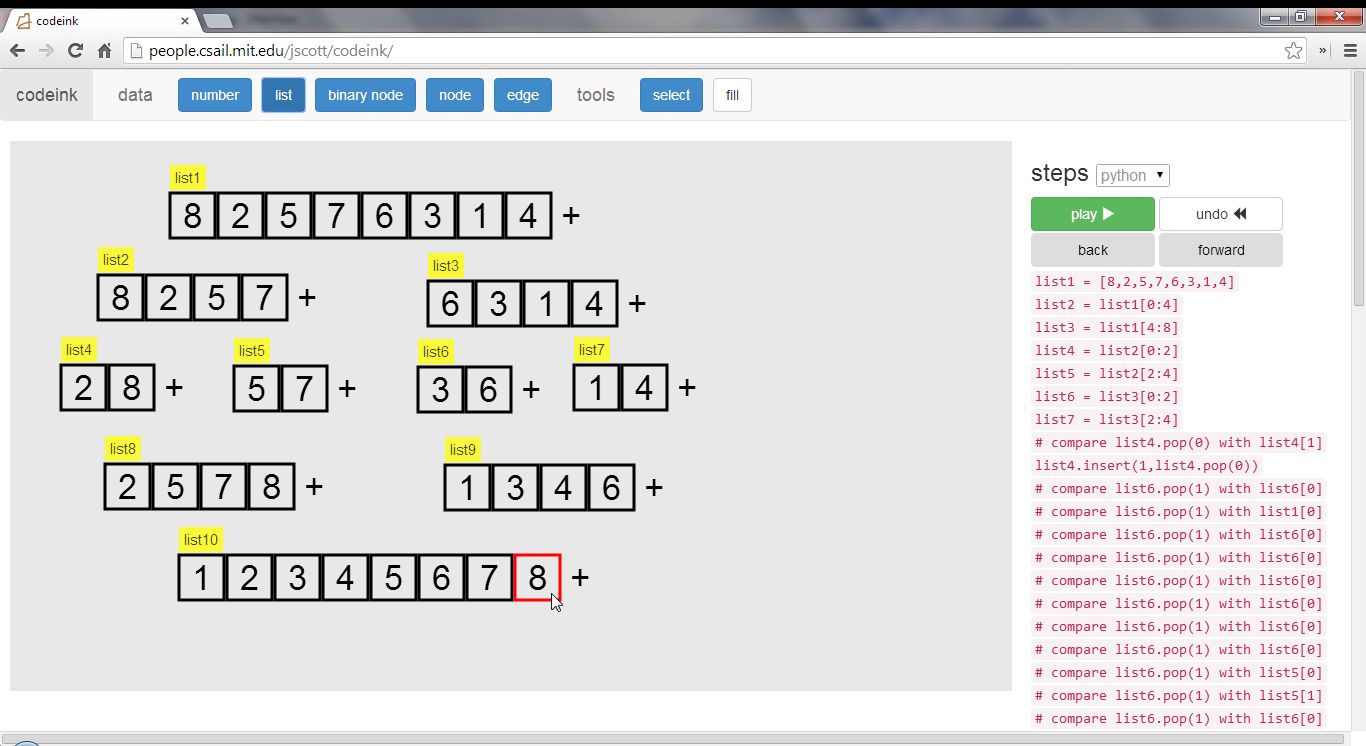 codeink
people.csail.mit.edu/jscott/codeink/
codeink data number list binary node node edge tools select fill
list1
8 2 5 7 6 3 1 4 +
list2
8 2 5 7 +
list3
6 3 1 4 +
list4
2 8 +
list5
5 7 +
list6
3 6 +
list7
1 4 +
list8
2 5 7 8 +
list9
1 3 4 6 +
list10
1 2 3 4 5 6 7 8 +
steps python
play undo
back forward
list1 = [8,2,5,7,6,3,1,4]
list2 = list1[0:4]
list3 = list1[4:8]
list4 = list2[0:2]
list5 = list2[2:4]
list6 = list3[0:2]
list7 = list3[2:4]
# compare list4.pop(0) with list4[1]
list4.insert(1,list4.pop(0))
# compare list6.pop(1) with list6[0]
# compare list6.pop(1) with list1[0]
# compare list6.pop(1) with list6[0]
# compare list6.pop(1) with list6[0]
# compare list6.pop(1) with list6[0]
# compare list6.pop(1) with list6[0]
# compare list6.pop(1) with list6[0]
# compare list6.pop(1) with list6[0]
# compare list6.pop(1) with list5[0]
# compare list6.pop(1) with list5[1]
# compare list6.pop(1) with list6[0]